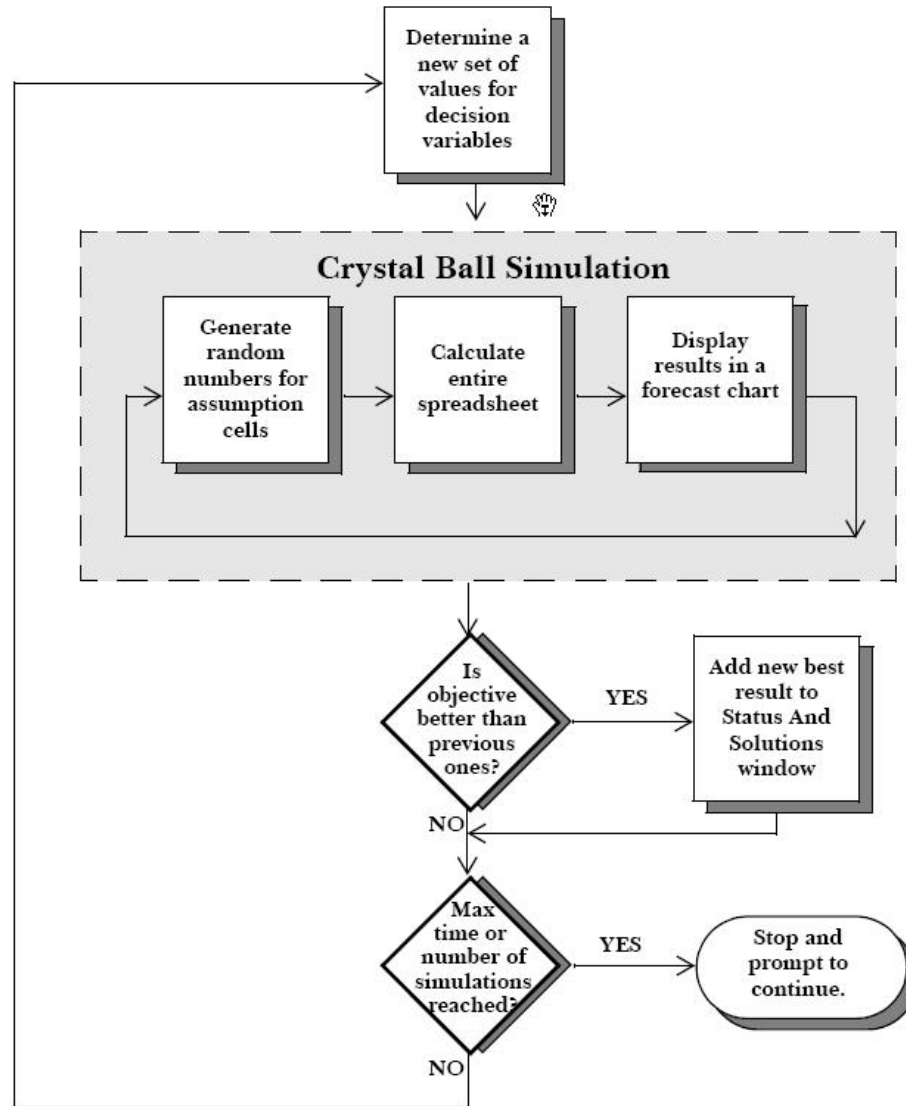 Determine a
new set of
values for
decision
variables
Crystal Ball Simulation
Generate
random
numbers for
assumption
cells
Calculate
entire
spreadsheet
Display
results in a
forecast chart
Is
objective
better than
previous
ones?
YES
Add new best
result to
Status And
Solutions
window
NO
Max
time or
number of
simulations
reached?
YES
Stop and
prompt to
continue.
NO